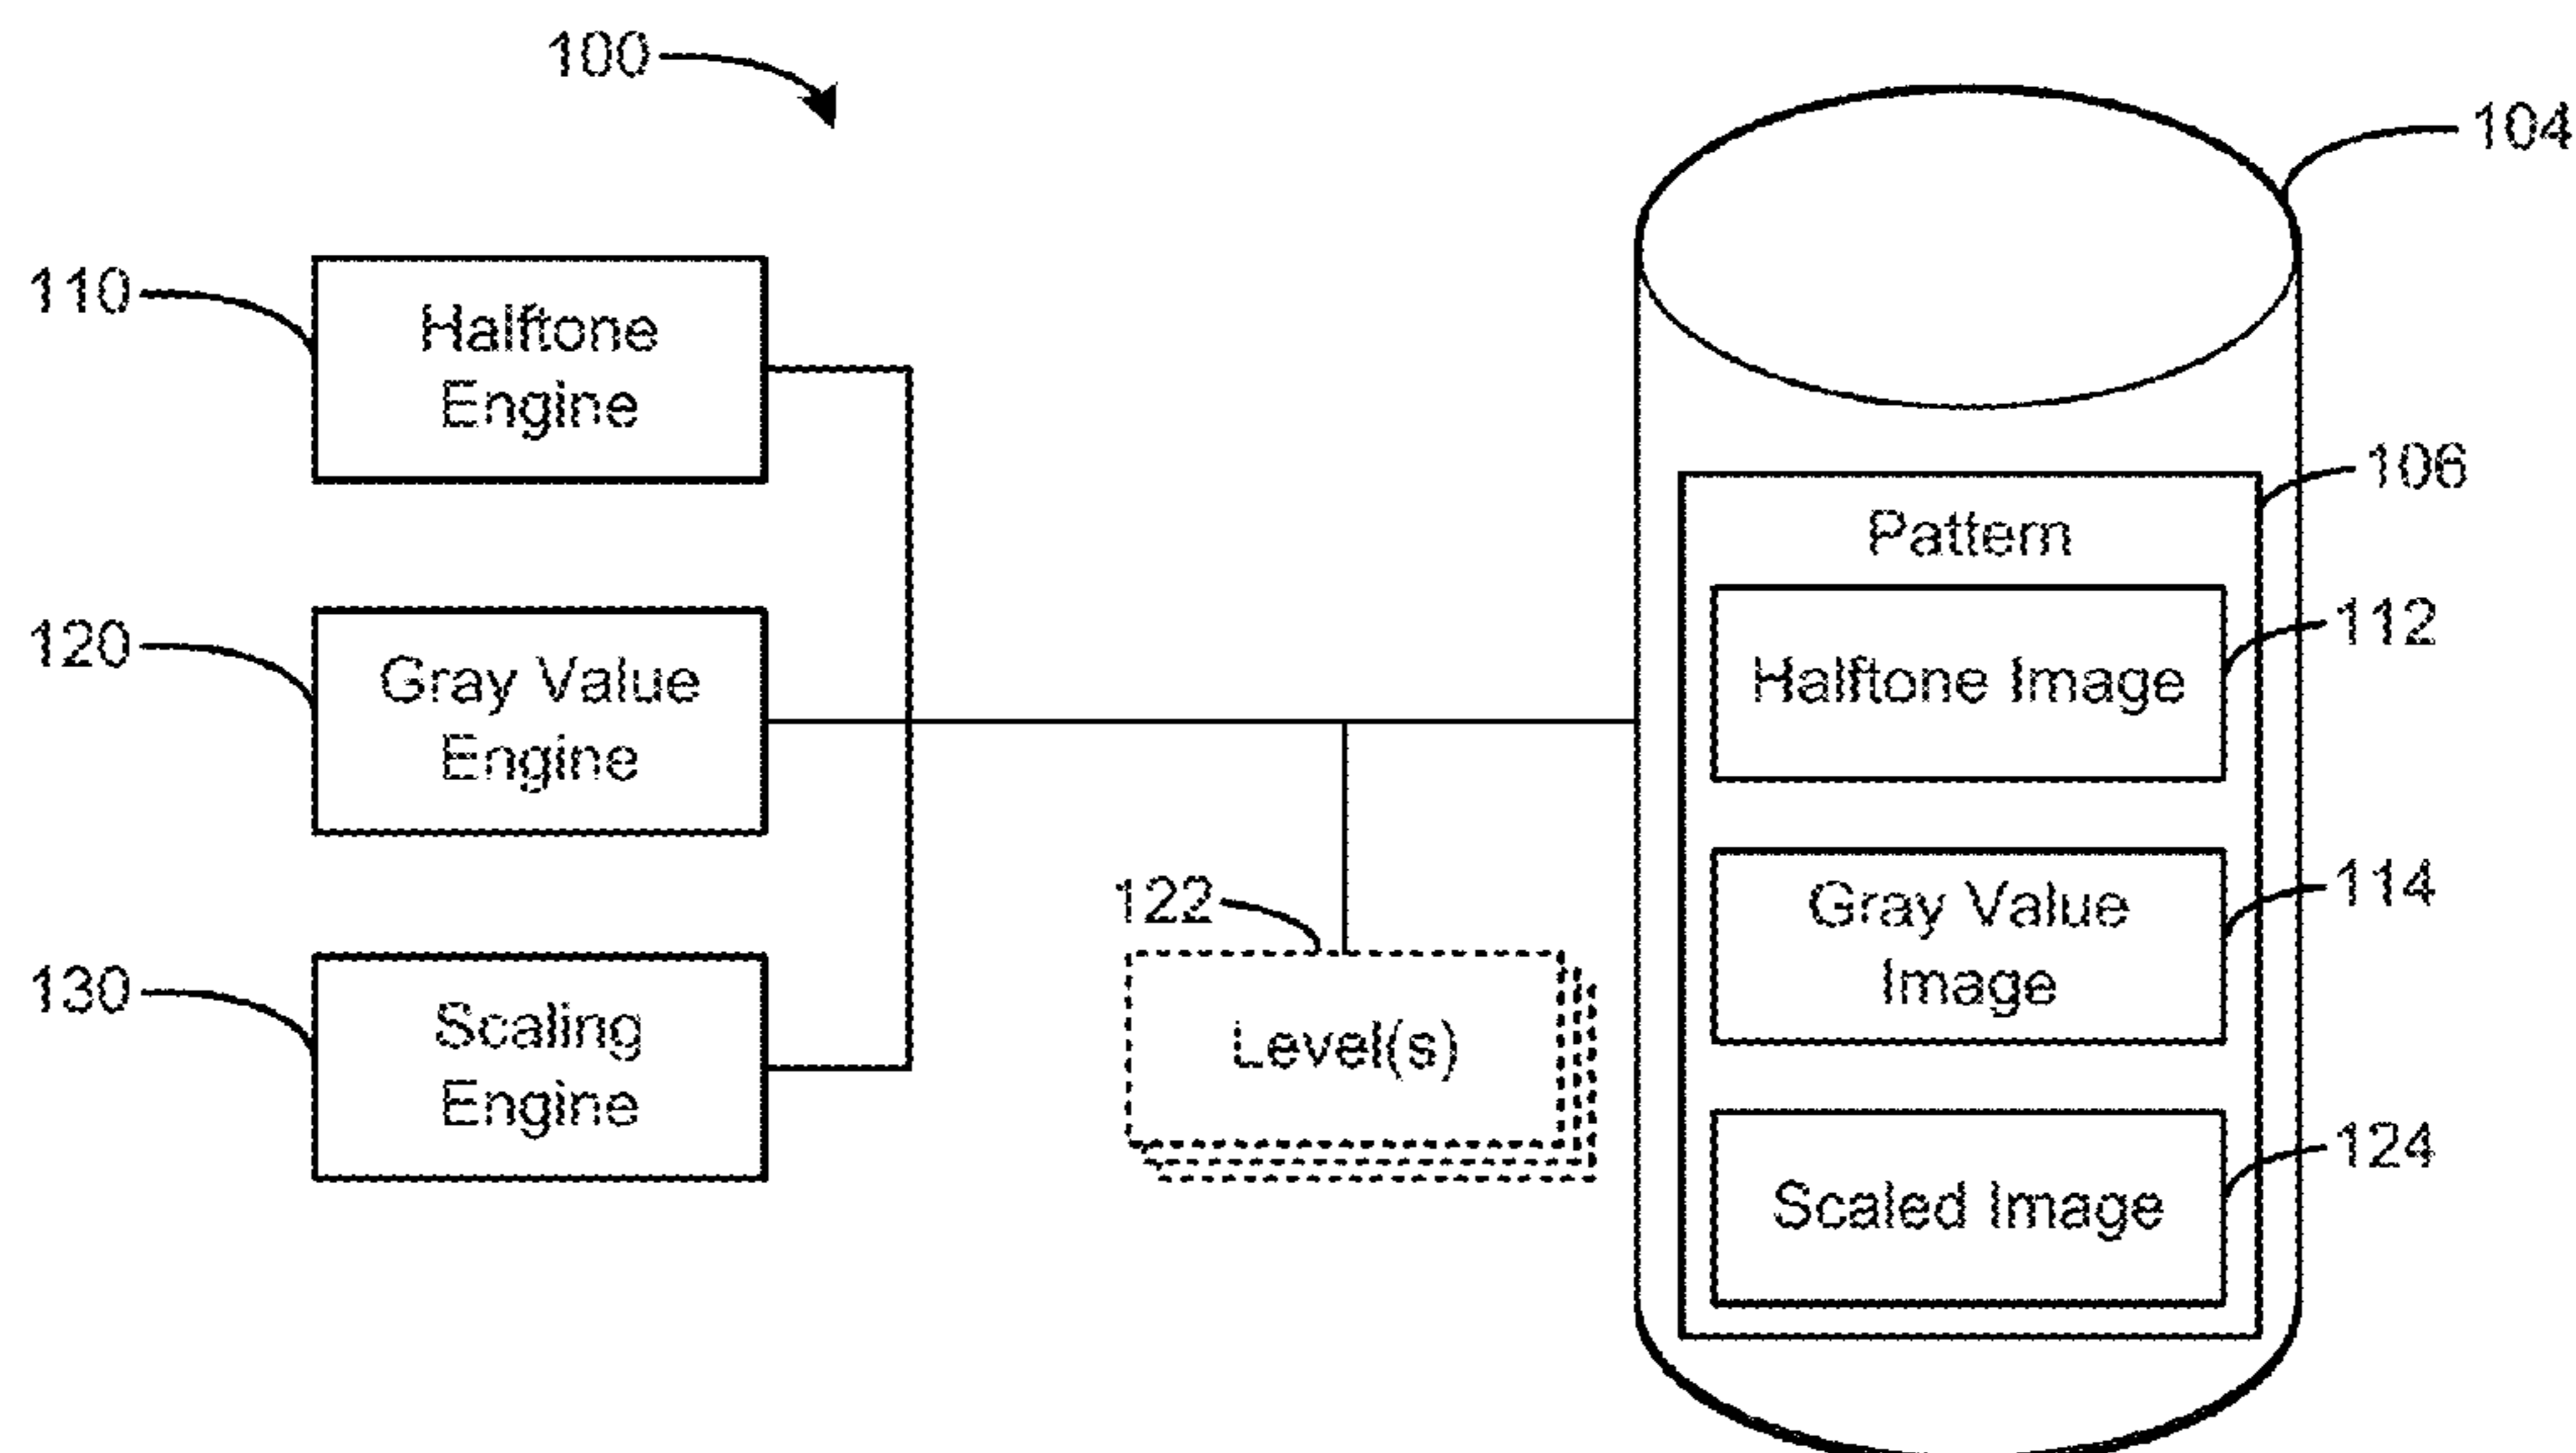 100
104
110
Halftone
Engine
106
Pattern
120
Gray Value
Engine
Halftone Image
112
122
Level(s)
Gray Value
Image
114
130
Scaling
Engine
Scaled Image
124